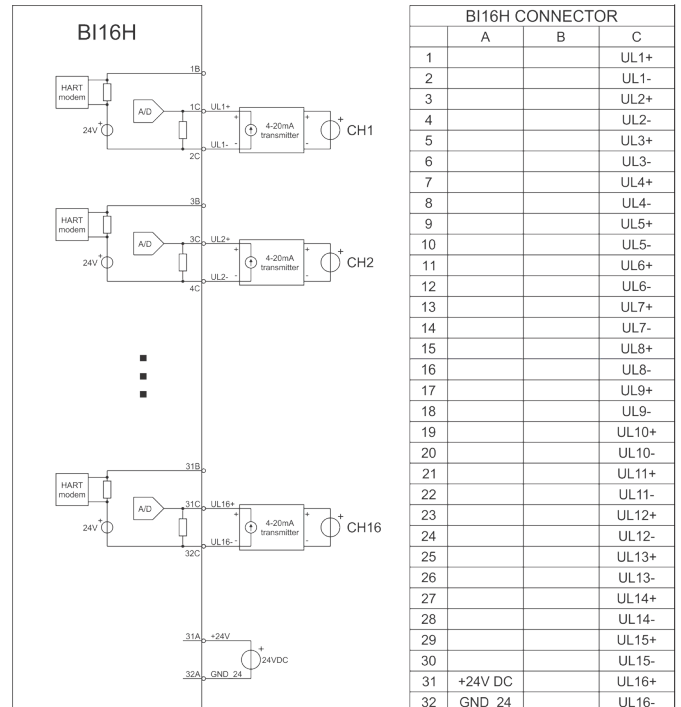 BI16H
1B
HART
modem
A/D
1C UL1+
+ +
4-20mA
transmitter
+
CH1
24V +
UL1- - -
2C
3B
HART
modem
A/D
3C UL2+
+ +
4-20mA
transmitter
+
CH2
24V +
UL2- - -
4C
31B
HART
modem
A/D
31C UL16+
+ +
4-20mA
transmitter
+
CH16
24V +
UL16- - -
32C
31A +24V
+
24VDC
32A GND_24
BI16H CONNECTOR
A B C
1 UL1+
2 UL1-
3 UL2+
4 UL2-
5 UL3+
6 UL3-
7 UL4+
8 UL4-
9 UL5+
10 UL5-
11 UL6+
12 UL6-
13 UL7+
14 UL7-
15 UL8+
16 UL8-
17 UL9+
18 UL9-
19 UL10+
20 UL10-
21 UL11+
22 UL11-
23 UL12+
24 UL12-
25 UL13+
26 UL13-
27 UL14+
28 UL14-
29 UL15+
30 UL15-
31 +24V DC UL16+
32 GND_24 UL16-